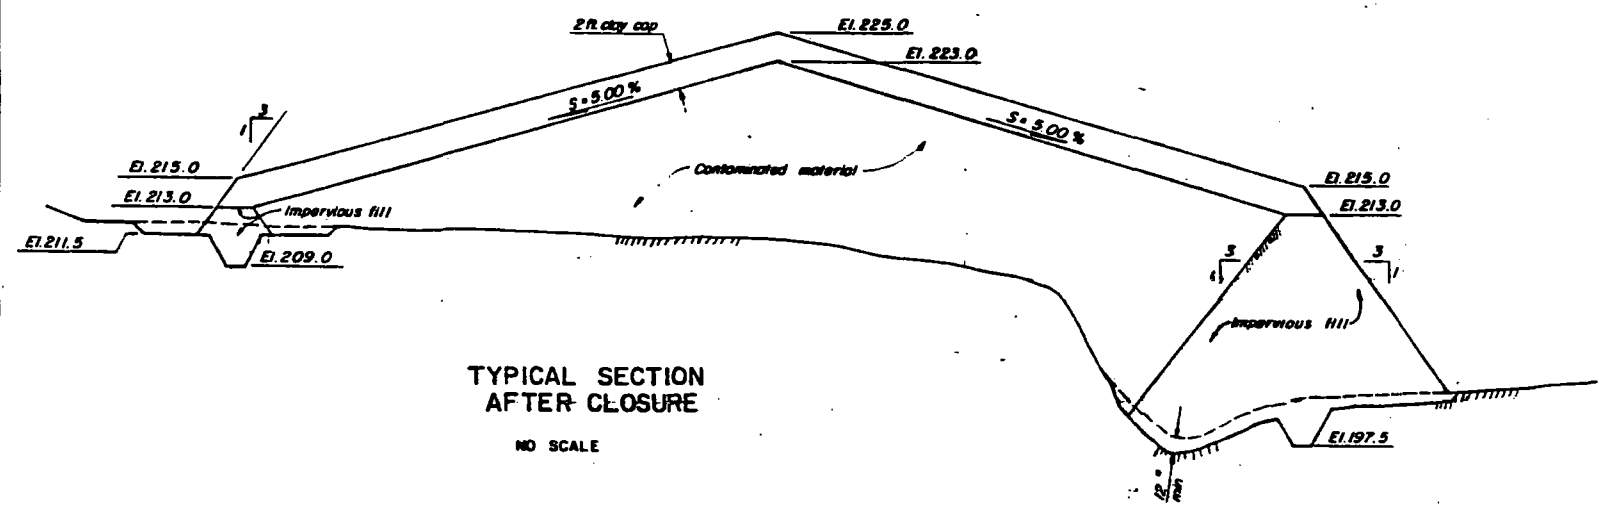 2 ft. clay cap
El. 225.0
El. 223.0
S = 5.00 %
S = 5.00 %
3
1
El. 215.0
El. 213.0
Impervious fill
El. 211.5
El. 209.0
Contaminated material
El. 215.0
El. 213.0
3
1
3
1
Impervious fill
El. 197.5
12"
min
TYPICAL SECTION
AFTER CLOSURE
NO SCALE